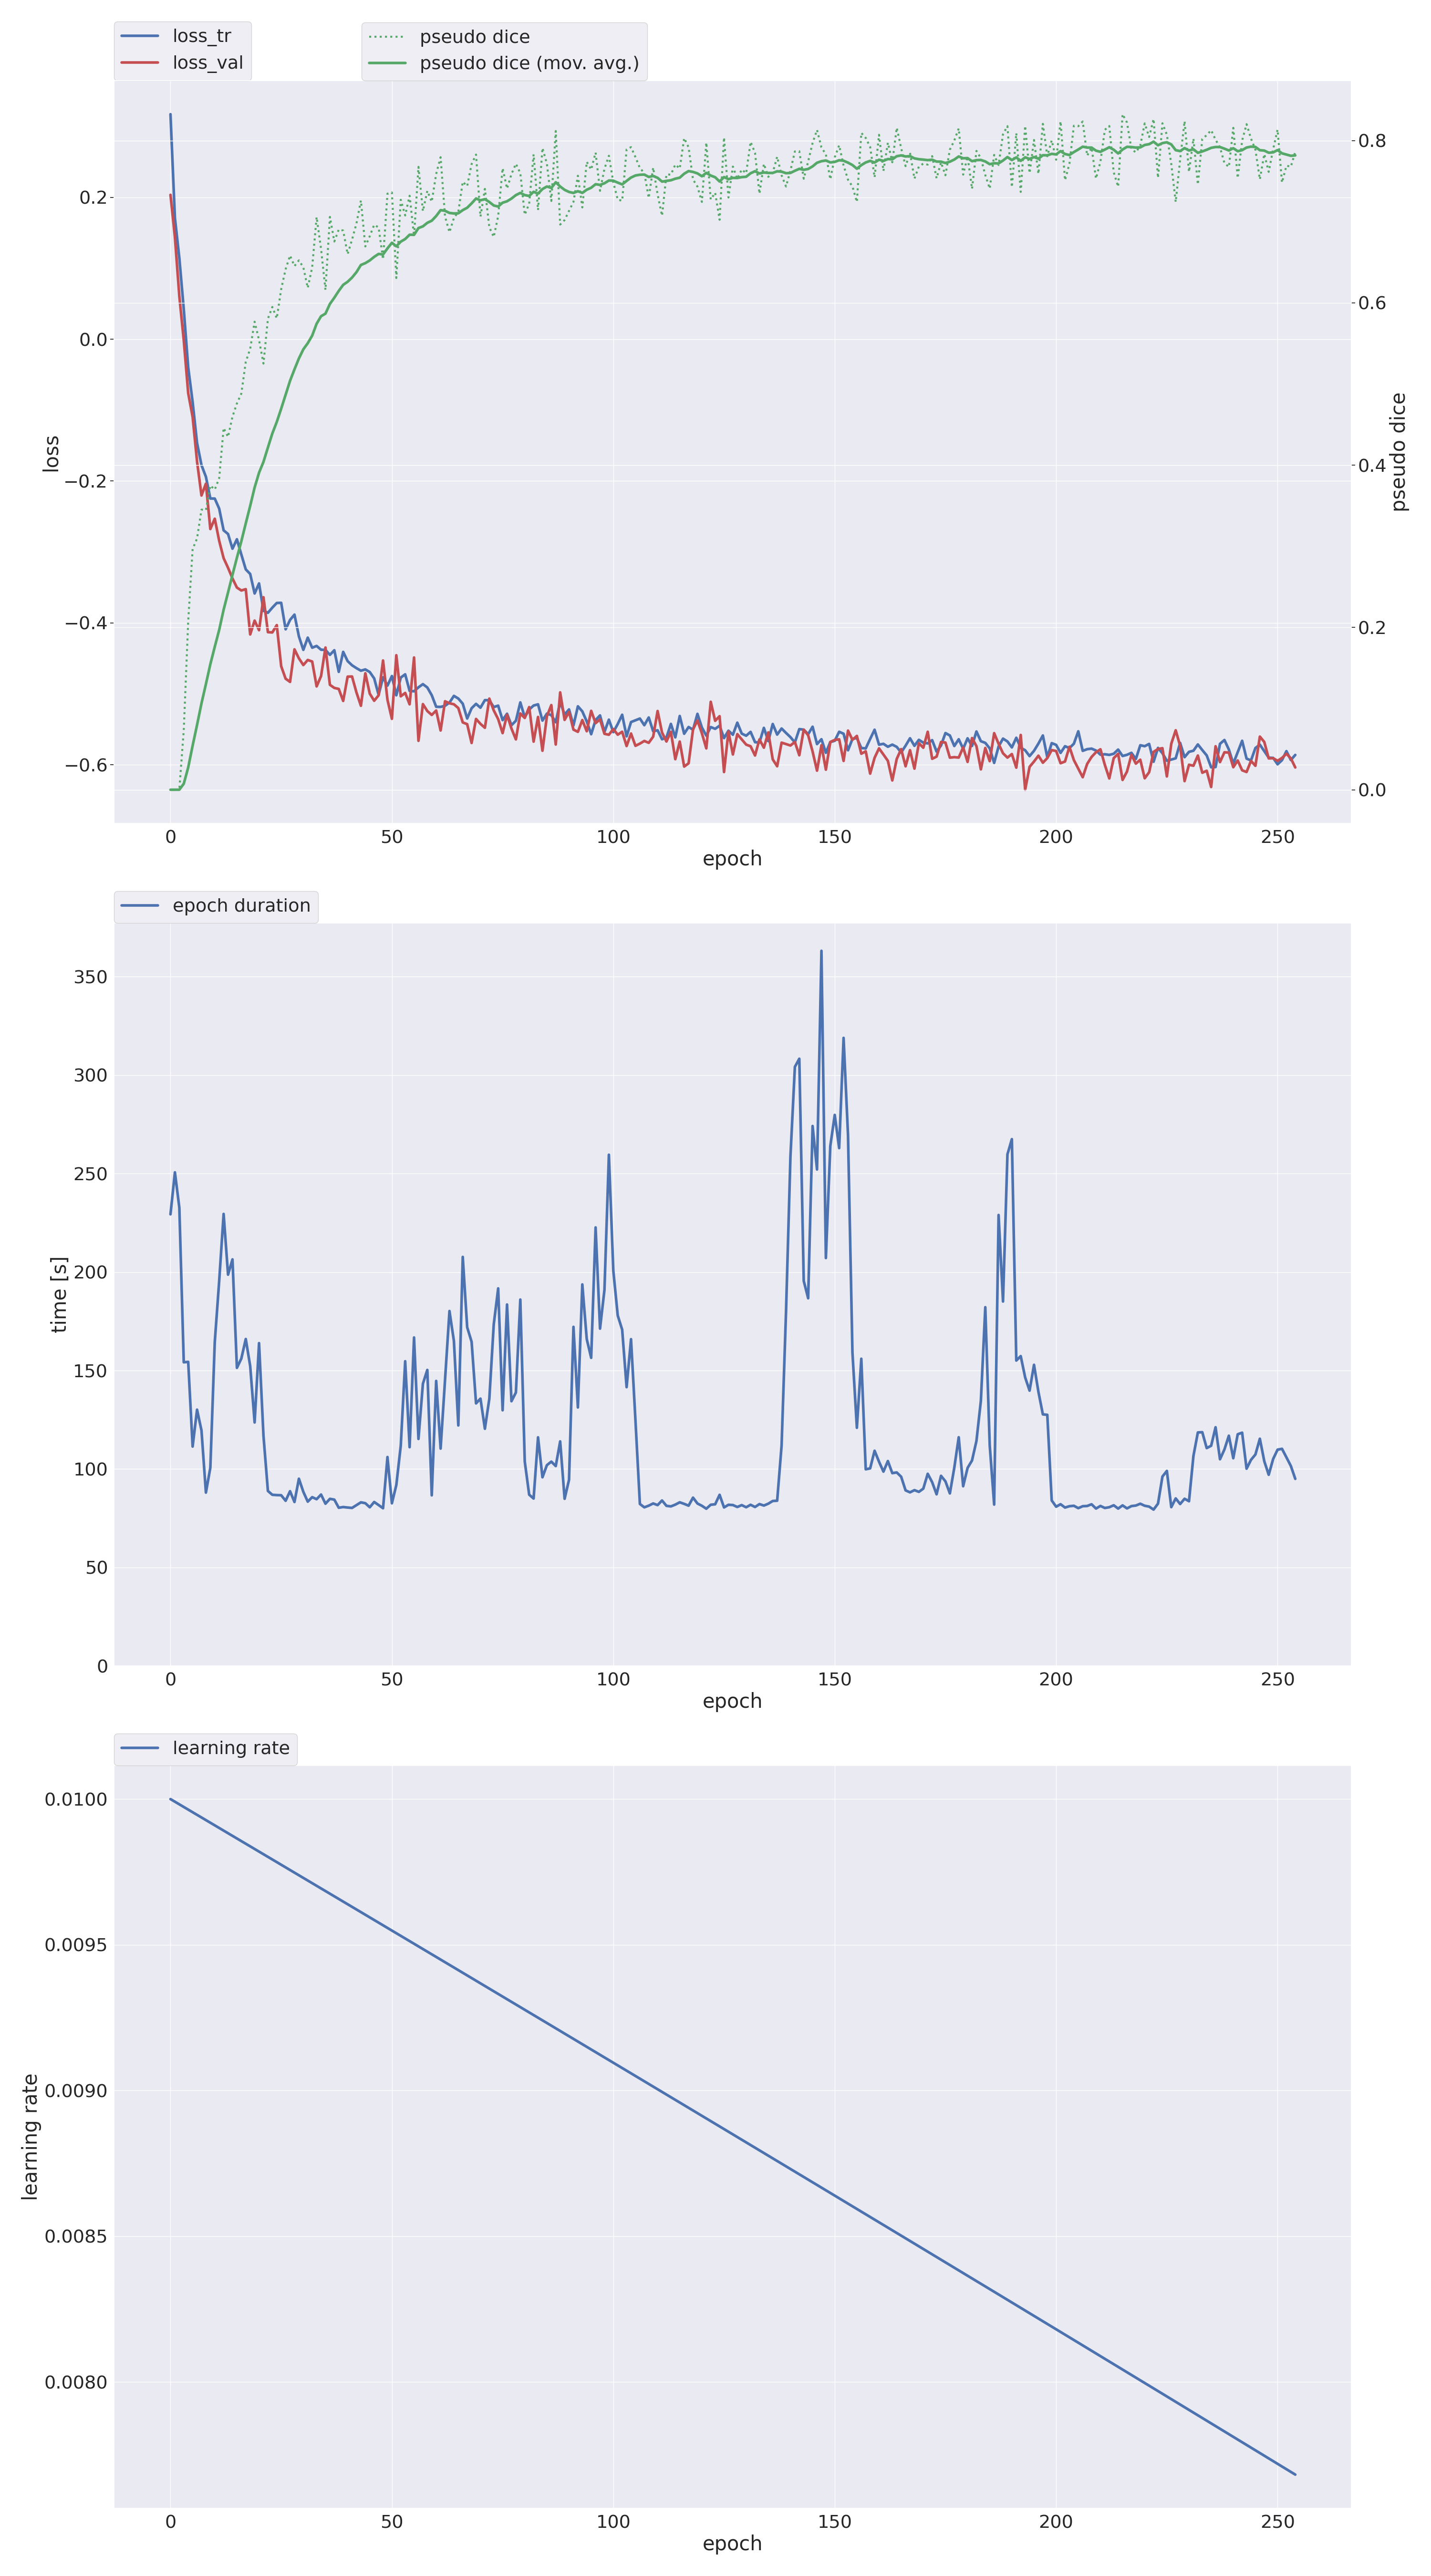 loss_tr
loss_val
pseudo dice
pseudo dice (mov. avg.)
0.2
0.0
−0.2
−0.4
−0.6
loss
0.8
0.6
0.4
0.2
0.0
pseudo dice
0 50 100 150 200 250
epoch
epoch duration
350
300
250
200
150
100
50
0
time [s]
0 50 100 150 200 250
epoch
learning rate
0.0100
0.0095
0.0090
0.0085
0.0080
learning rate
0 50 100 150 200 250
epoch